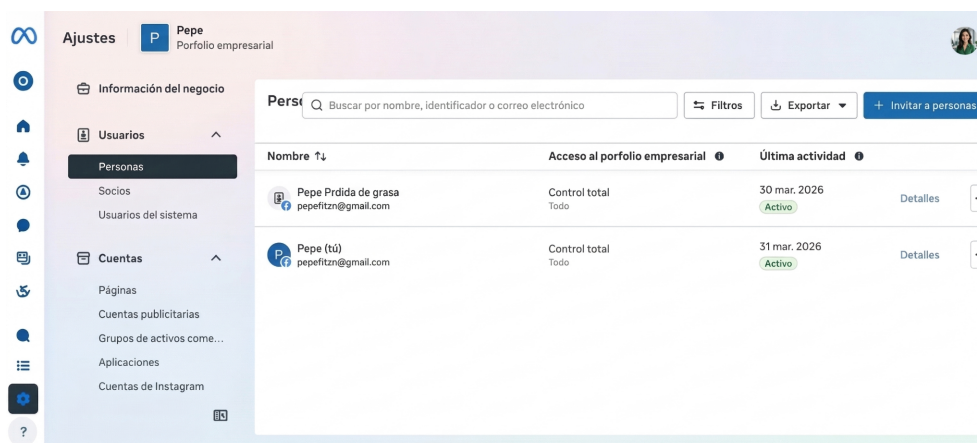 Ajustes
P
Pepe
Porfolio empresarial
Información del negocio
Usuarios
Personas
Socios
Usuarios del sistema
Cuentas
Páginas
Cuentas publicitarias
Grupos de activos come...
Aplicaciones
Cuentas de Instagram
?
Buscar por nombre, identificador o correo electrónico
Filtros
Exportar
+ Invitar a personas
Nombre ↑↓ Acceso al porfolio empresarial Última actividad
Pepe Prdida de grasa
pepefitzn@gmail.com
Control total
Todo
30 mar. 2026
Activo
Detalles
P
Pepe (tú)
pepefitzn@gmail.com
Control total
Todo
31 mar. 2026
Activo
Detalles